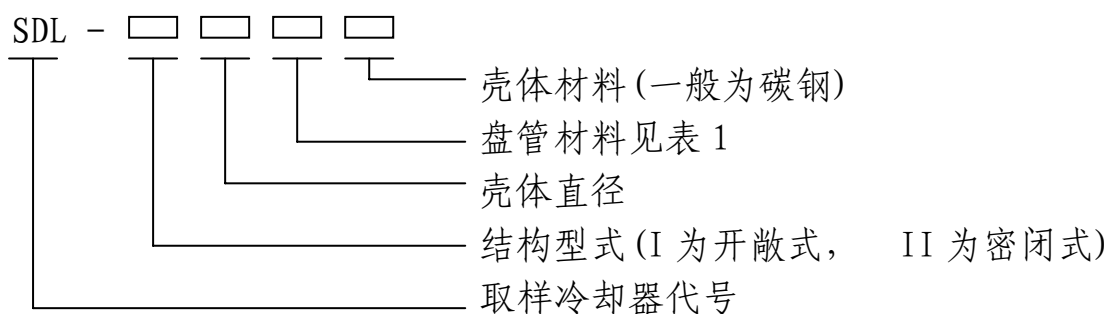 SDL - □ □ □ □
壳体材料(一般为碳钢)
盘管材料见表 1
壳体直径
结构型式(I 为开敞式, II 为密闭式)
取样冷却器代号